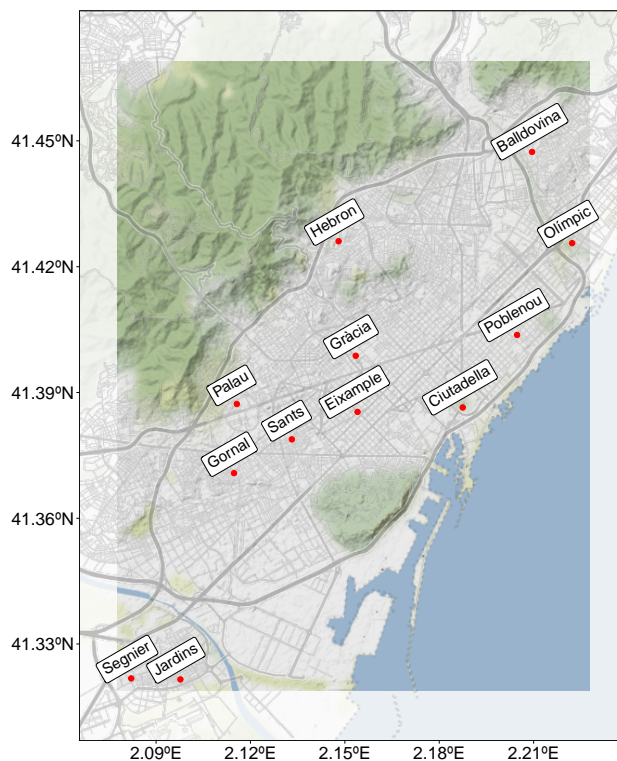 41.45ºN
41.42ºN
41.39ºN
41.36ºN
41.33ºN
Balldovina
Olímpic
Hebron
Poblenou
Gràcia
Palau
Eixample
Ciutadella
Sants
Gornal
Segnier
Jardins
2.09ºE
2.12ºE
2.15ºE
2.18ºE
2.21ºE